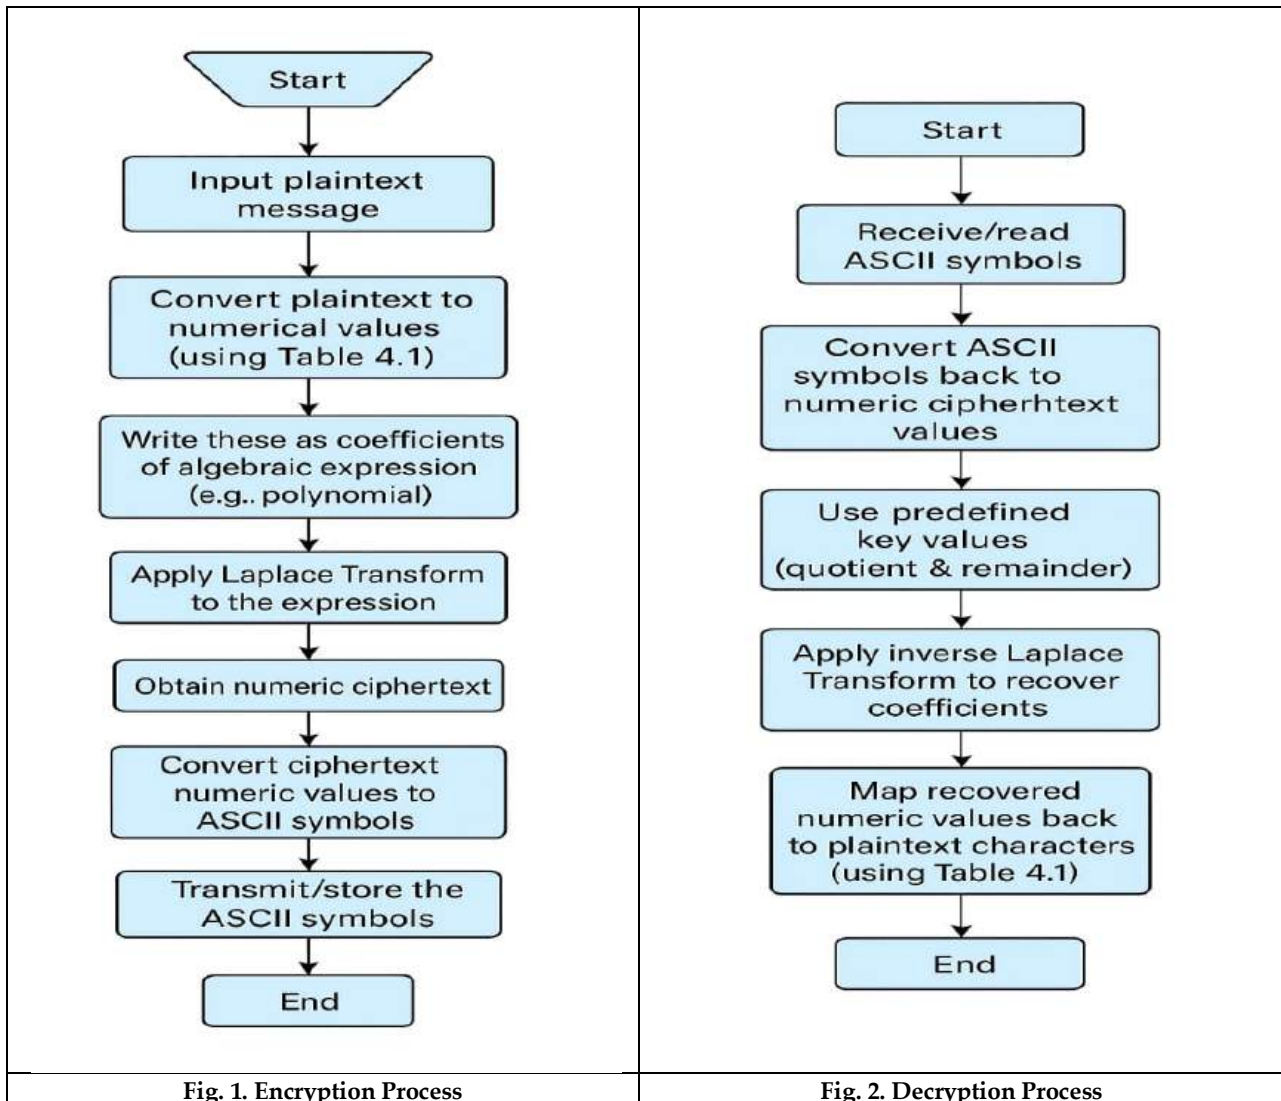 Start
Input plaintext
message
Convert plaintext to
numerical values
(using Table 4.1)
Write these as coefficients
of algebraic expression
(e.g.. polynomial)
Apply Laplace Transform
to the expression
Obtain numeric ciphertext
Convert ciphertext
numeric values to
ASCII symbols
Transmit/store the
ASCII symbols
End
Fig. 1. Encryption Process
Start
Receive/read
ASCII symbols
Convert ASCII
symbols back to
numeric cipherhtext
values
Use predefined
key values
(quotient & remainder)
Apply inverse Laplace
Transform to recover
coefficients
Map recovered
numeric values back
to plaintext characters
(using Table 4.1)
End
Fig. 2. Decryption Process